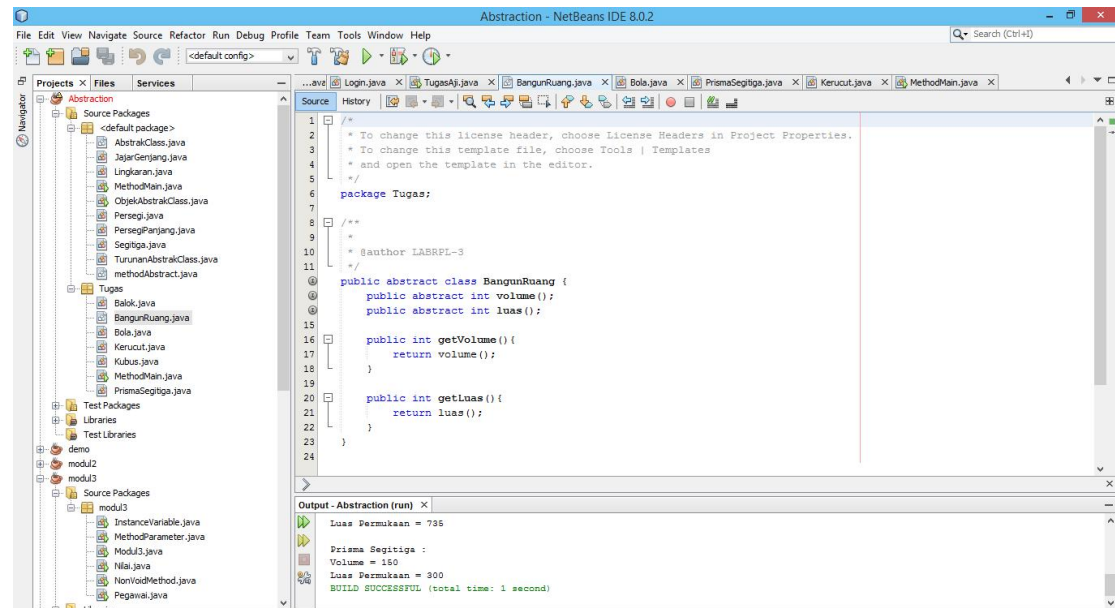 Abstraction - NetBeans IDE 8.0.2
File Edit View Navigate Source Refactor Run Debug Profile Team Tools Window Help
Search (Ctrl+I)
<default config>
Projects Files Services
...ava Login.java TugasAji.java BangunRuang.java Bola.java PrismaSegitiga.java Kerucut.java MethodMain.java
Navigator
Abstraction
Source Packages
<default package>
AbstrakClass.java
JajarGenjang.java
Lingkaran.java
MethodMain.java
ObjekAbstrakClass.java
Persegi.java
PersegiPanjang.java
Segitiga.java
TurunanAbstrakClass.java
methodAbstract.java
Tugas
Balok.java
BangunRuang.java
Bola.java
Kerucut.java
Kubus.java
MethodMain.java
PrismaSegitiga.java
Test Packages
Libraries
Test Libraries
demo
modul2
modul3
Source Packages
modul3
InstanceVariable.java
MethodParameter.java
Modul3.java
Nilai.java
NonVoidMethod.java
Pegawai.java
Source History
1 /*
2 * To change this license header, choose License Headers in Project Properties.
3 * To change this template file, choose Tools | Templates
4 * and open the template in the editor.
5 */
6 package Tugas;
7
8 /**
9 *
10 * @author LABRPL-3
11 */
public abstract class BangunRuang {
public abstract int volume();
public abstract int luas();
15
16 public int getVolume(){
17 return volume();
18 }
19
20 public int getLuas(){
21 return luas();
22 }
23 }
24
Output - Abstraction (run)
Luas Permukaan = 735
Prisma Segitiga :
Volume = 150
Luas Permukaan = 300
BUILD SUCCESSFUL (total time: 1 second)